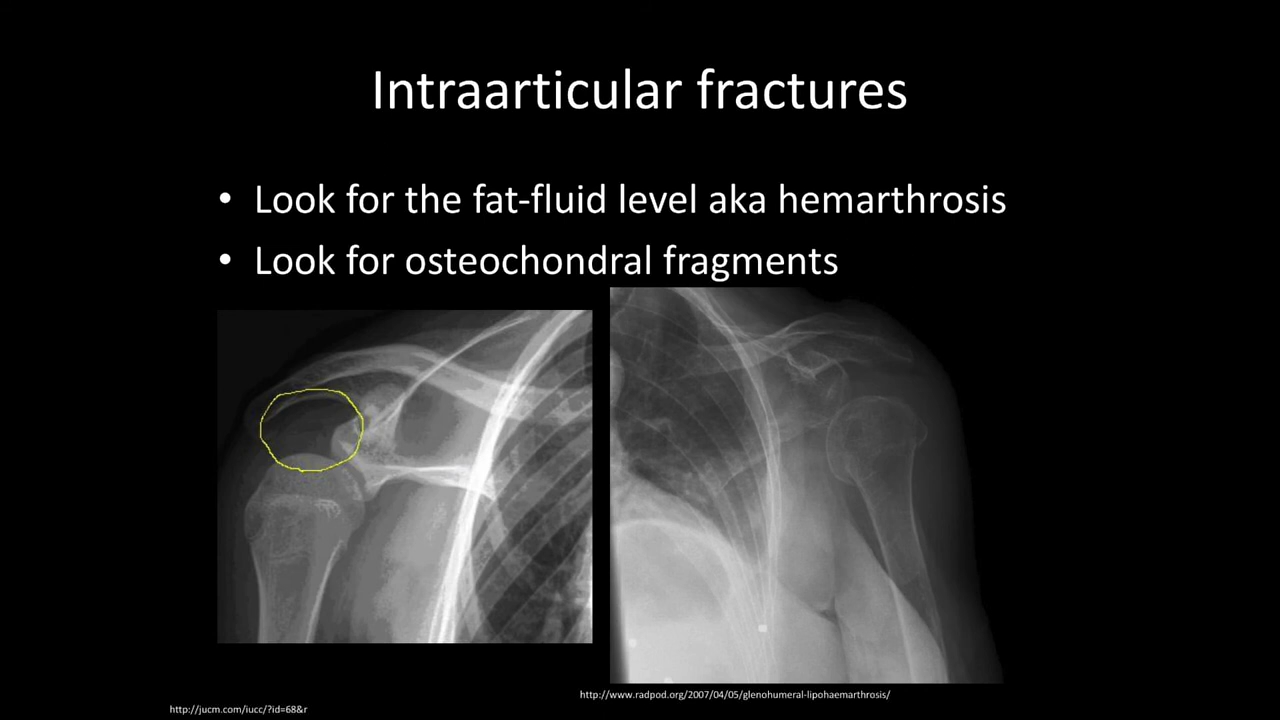 Intraarticular fractures
• Look for the fat-fluid level aka hemarthrosis
• Look for osteochondral fragments
http://www.radpod.org/2007/04/05/glenohumeral-lipohaemarthrosis/
http://jucm.com/iucc/?id=68&r